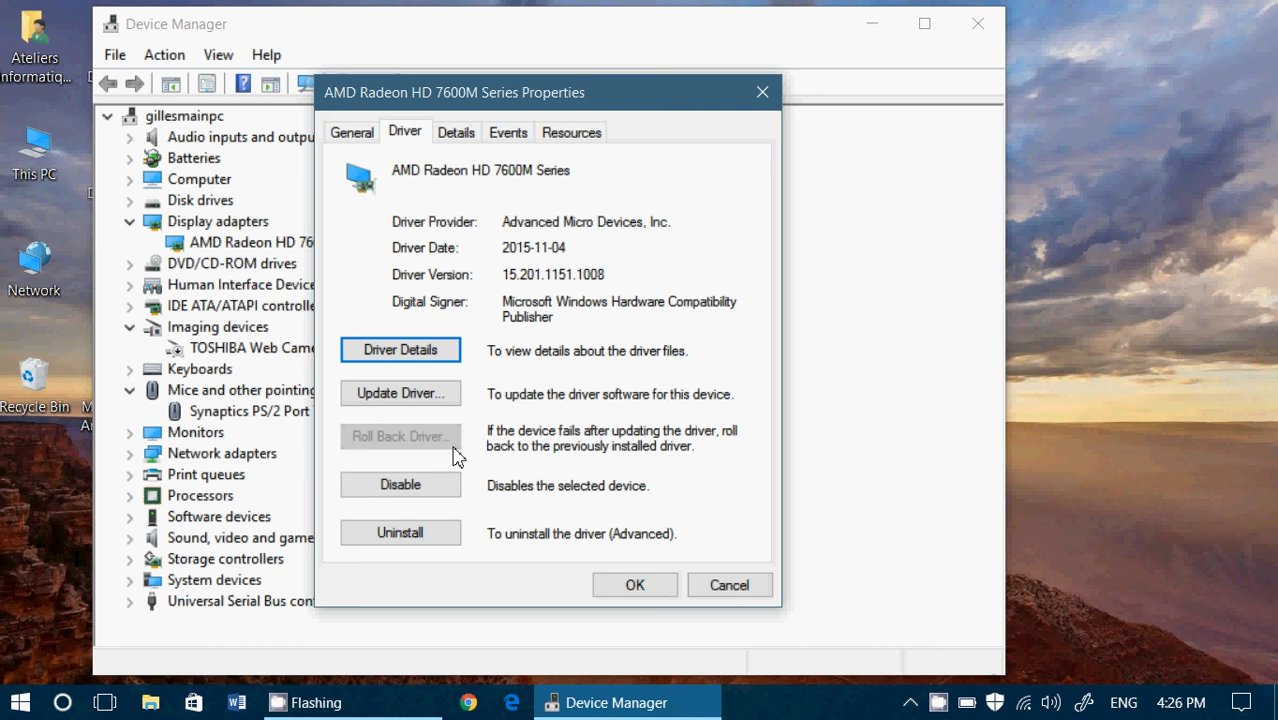 Device Manager
File Action View Help
Ateliers
informatiq...
This PC
Network
Recycle Bin
gillesmainpc
Audio inputs and outpu
Batteries
Computer
Disk drives
Display adapters
AMD Radeon HD 76
DVD/CD-ROM drives
Human Interface Device
IDE ATA/ATAPI controlle
Imaging devices
TOSHIBA Web Came
Keyboards
Mice and other pointing
Synaptics PS/2 Port
Monitors
Network adapters
Print queues
Processors
Software devices
Sound, video and game
Storage controllers
System devices
Universal Serial Bus con
AMD Radeon HD 7600M Series Properties
General Driver Details Events Resources
AMD Radeon HD 7600M Series
Driver Provider: Advanced Micro Devices, Inc.
Driver Date: 2015-11-04
Driver Version: 15.201.1151.1008
Digital Signer: Microsoft Windows Hardware Compatibility
Publisher
Driver Details To view details about the driver files.
Update Driver... To update the driver software for this device.
Roll Back Driver... If the device fails after updating the driver, roll
back to the previously installed driver.
Disable Disables the selected device.
Uninstall To uninstall the driver (Advanced).
OK Cancel
Flashing Device Manager ENG 4:26 PM